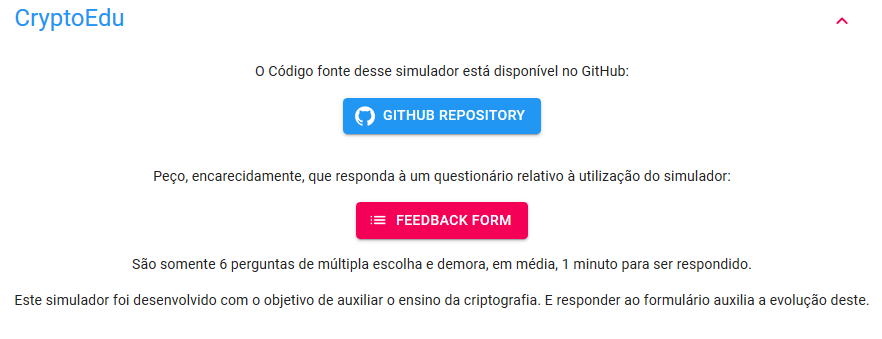 CryptoEdu
O Código fonte desse simulador está disponível no GitHub:
GITHUB REPOSITORY
Peço, encarecidamente, que responda à um questionário relativo à utilização do simulador:
FEEDBACK FORM
São somente 6 perguntas de múltipla escolha e demora, em média, 1 minuto para ser respondido.
Este simulador foi desenvolvido com o objetivo de auxiliar o ensino da criptografia. E responder ao formulário auxilia a evolução deste.